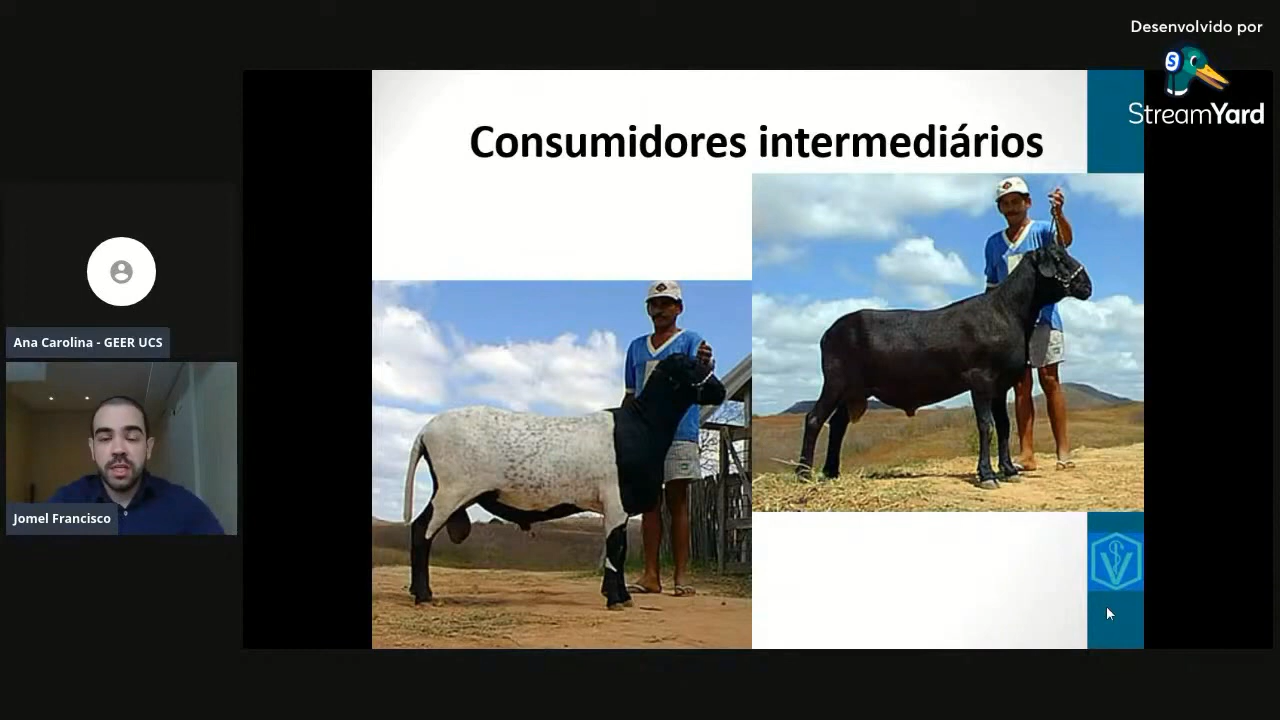 Desenvolvido por
StreamYard
Consumidores intermediários
Ana Carolina - GEER UCS
Jomel Francisco